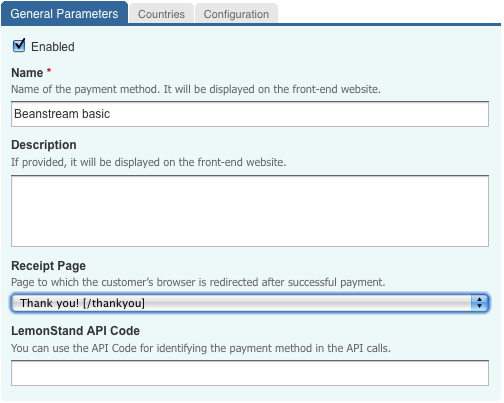 General Parameters Countries Configuration
Enabled
Name *
Name of the payment method. It will be displayed on the front-end website.
Beanstream basic
Description
If provided, it will be displayed on the front-end website.
Receipt Page
Page to which the customer's browser is redirected after successful payment.
Thank you! [/thankyou]
LemonStand API Code
You can use the API Code for identifying the payment method in the API calls.